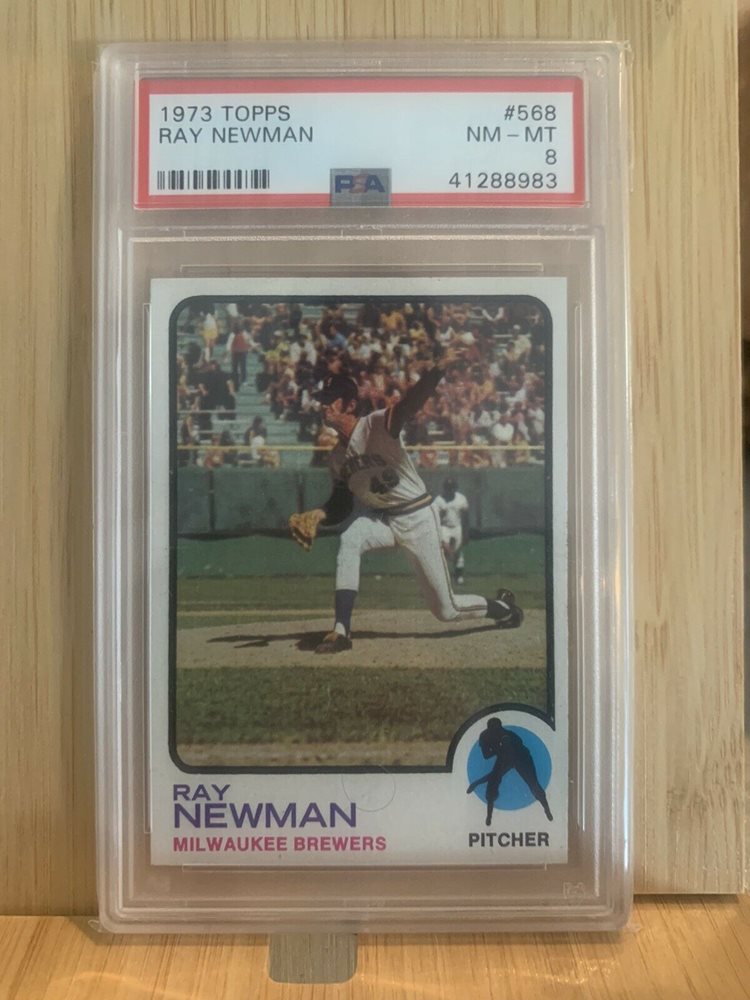 1973 TOPPS #568
RAY NEWMAN NM - MT
8
PSA 41288983
RAY
NEWMAN
MILWAUKEE BREWERS
PITCHER